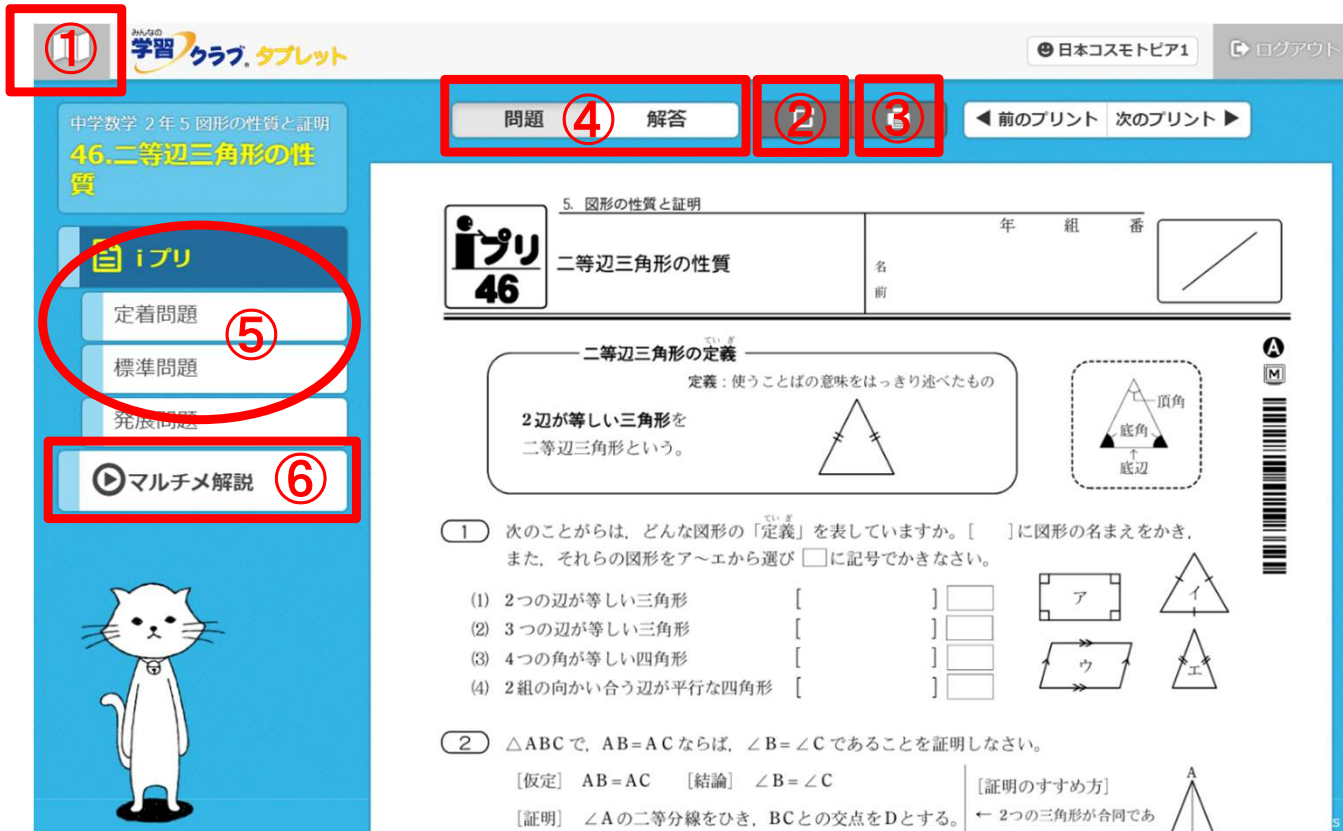 ①
みんなの
学習クラブ タブレット
日本コスモトピア1
ログアウト
中学数学 2年 5 図形の性質と証明
46.二等辺三角形の性
質
問題 ④ 解答
②
③
◀ 前のプリント 次のプリント ▶
iプリ
定着問題
⑤
標準問題
発展問題
マルチメ解説 ⑥
5. 図形の性質と証明
iプリ
46
二等辺三角形の性質
年 組 番
名
前
二等辺三角形の定義
ていぎ
定義：使うことばの意味をはっきり述べたもの
2辺が等しい三角形を
二等辺三角形という。
頂角
底角
↑
底辺
A
M
1 次のことがらは，どんな図形の「定義」を表していますか。[ ]に図形の名まえをかき，
ていぎ
また，それらの図形をア～エから選び □に記号でかきなさい。
(1) 2つの辺が等しい三角形 [ ] □
(2) 3つの辺が等しい三角形 [ ] □
(3) 4つの角が等しい四角形 [ ] □
(4) 2組の向かい合う辺が平行な四角形 [ ] □
ア
イ
ウ
エ
2 △ABCで，AB=ACならば，∠B=∠Cであることを証明しなさい。
[仮定] AB=AC [結論] ∠B=∠C
[証明] ∠Aの二等分線をひき，BCとの交点をDとする。
[証明のすすめ方]
← 2つの三角形が合同であ
A